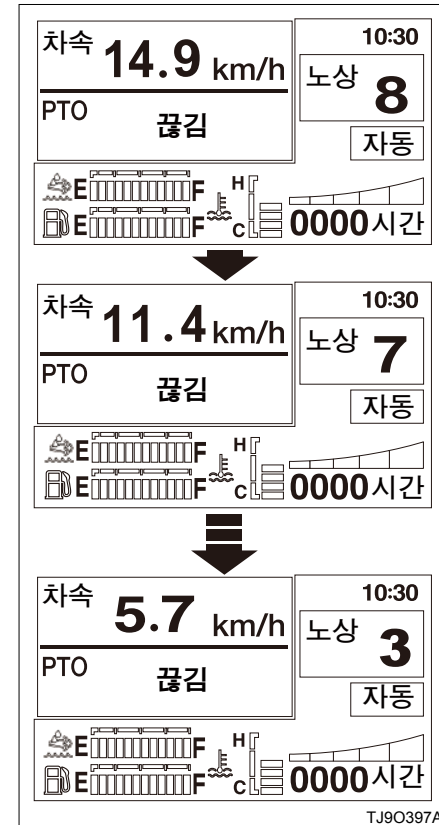 차속 14.9 km/h
10:30
노상 8
PTO 끊김
자동
E F H
E F C 0000시간
차속 11.4 km/h
10:30
노상 7
PTO 끊김
자동
E F H
E F C 0000시간
차속 5.7 km/h
10:30
노상 3
PTO 끊김
자동
E F H
E F C 0000시간
TJ9O397A